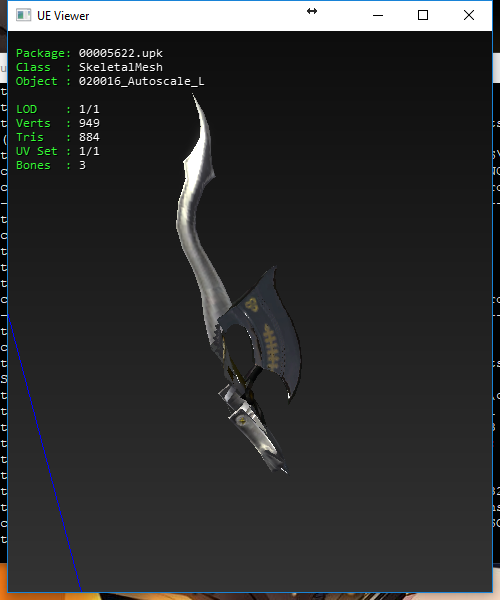 UE Viewer
Package: 00005622.upk
Class : SkeletalMesh
Object : 020016_Autoscale_L
LOD : 1/1
Verts : 949
Tris : 884
UV Set : 1/1
Bones : 3